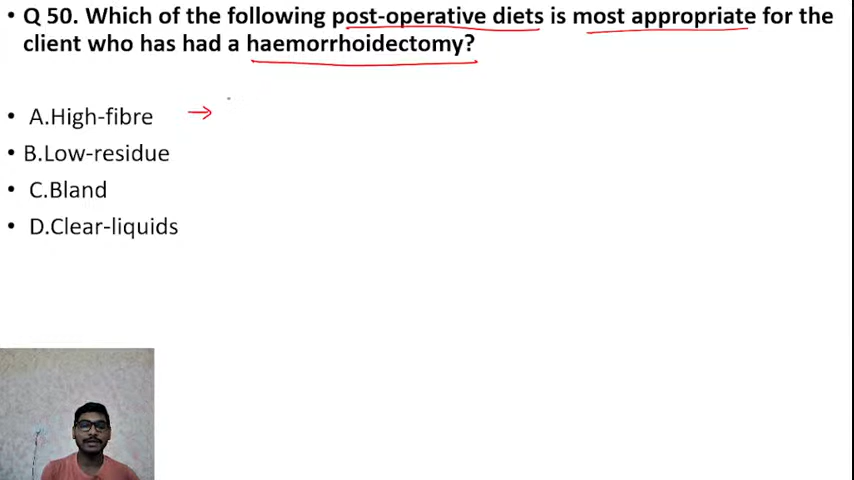 • Q 50. Which of the following post-operative diets is most appropriate for the
client who has had a haemorrhoidectomy?
• A.High-fibre →
• B.Low-residue
• C.Bland
• D.Clear-liquids